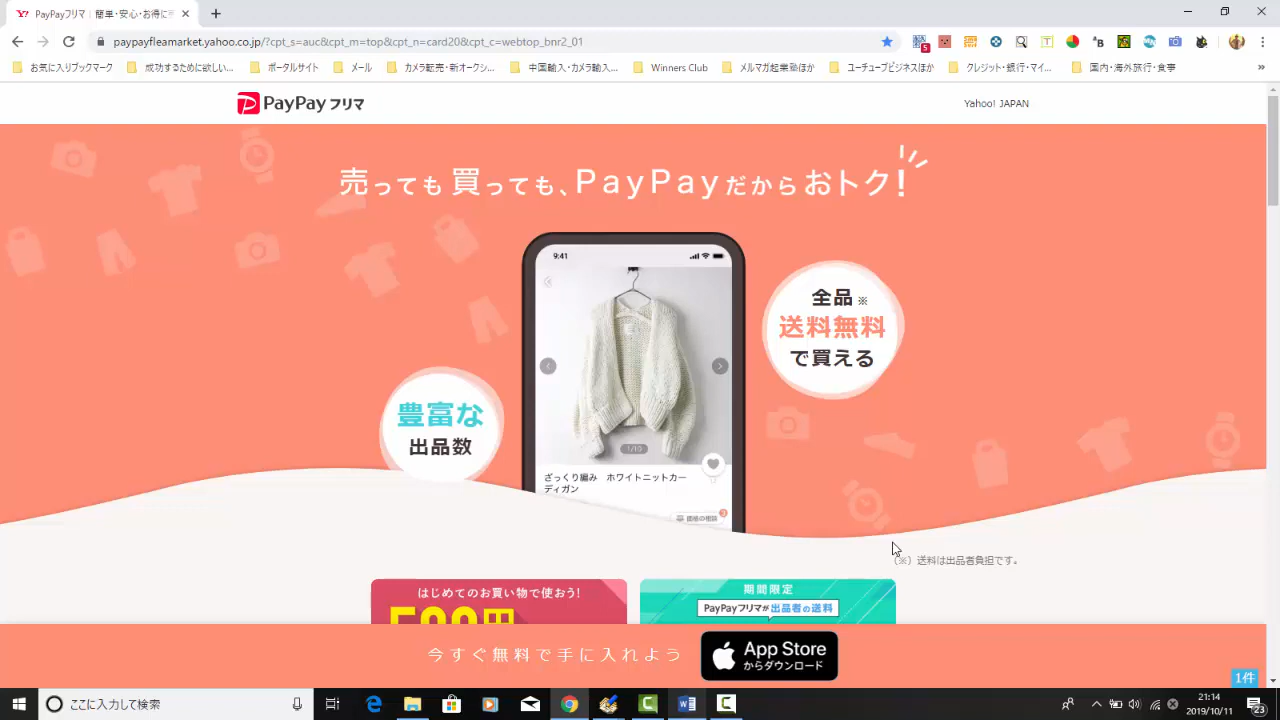 PayPayフリマ | 簡単・安心・お得に
paypayfleamarket.yahoo.co.jp/?cpt_s=auc&cpt_m=top&cpt_n=card20&cpt_c=webtop_bnr2_01
5
お気に入りブックマーク
成功するために欲しい...
ポータルサイト
メール
カメラ転売・新オークシ...
中国輸入・カメラ輸入...
Winners Club
メルマガ起業塾ほか
ユーチューブビジネスほか
クレジット・銀行・マイ...
国内・海外旅行・食事
»
PayPay フリマ
Yahoo! JAPAN
売っても買っても、PayPayだからおトク!
9:41
全品※
送料無料
で買える
豊富な
出品数
1/10
ざっくり編み ホワイトニットカー
ディガン
価格の相談
(※)送料は出品者負担です。
はじめてのお買い物で使おう!
500円
期間限定
PayPayフリマが出品者の送料
今すぐ無料で手に入れよう
App Store
からダウンロード
1件
ここに入力して検索
21:14
2019/10/11
23